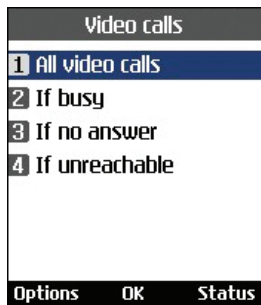 Video calls
1 All video calls
2 If busy
3 If no answer
4 If unreachable
Options OK Status